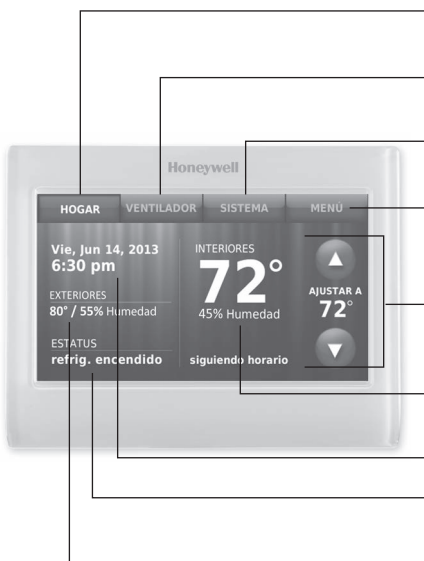 Honeywell
HOGAR
VENTILADOR
SISTEMA
MENÚ
Vie, Jun 14, 2013
6:30 pm
EXTERIORES
80° / 55% Humedad
ESTATUS
refrig. encendido
INTERIORES
72°
45% Humedad
siguiendo horario
AJUSTAR A
72°